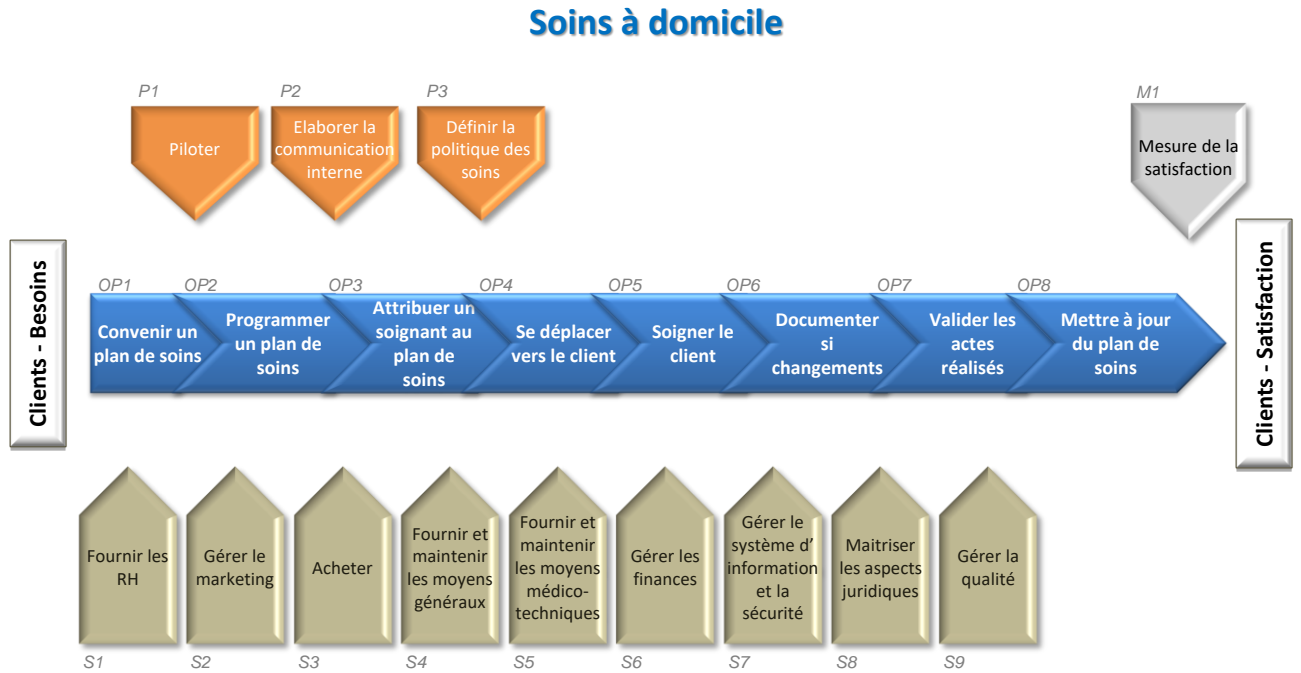 Soins à domicile
P1
P2
P3
M1
Piloter
Elaborer la
communication
interne
Définir la
politique des
soins
Mesure de la
satisfaction
Clients - Besoins
OP1
OP2
OP3
OP4
OP5
OP6
OP7
OP8
Convenir un
plan de soins
Programmer
un plan de
soins
Attribuer un
soignant au
plan de
soins
Se déplacer
vers le client
Soigner le
client
Documenter
si
changements
Valider les
actes
réalisés
Mettre à jour
du plan de
soins
Clients - Satisfaction
Fournir les
RH
Gérer le
marketing
Acheter
Fournir et
maintenir
les moyens
généraux
Fournir et
maintenir
les moyens
médico-
techniques
Gérer les
finances
Gérer le
système d’
information
et la
sécurité
Maitriser
les aspects
juridiques
Gérer la
qualité
S1
S2
S3
S4
S5
S6
S7
S8
S9